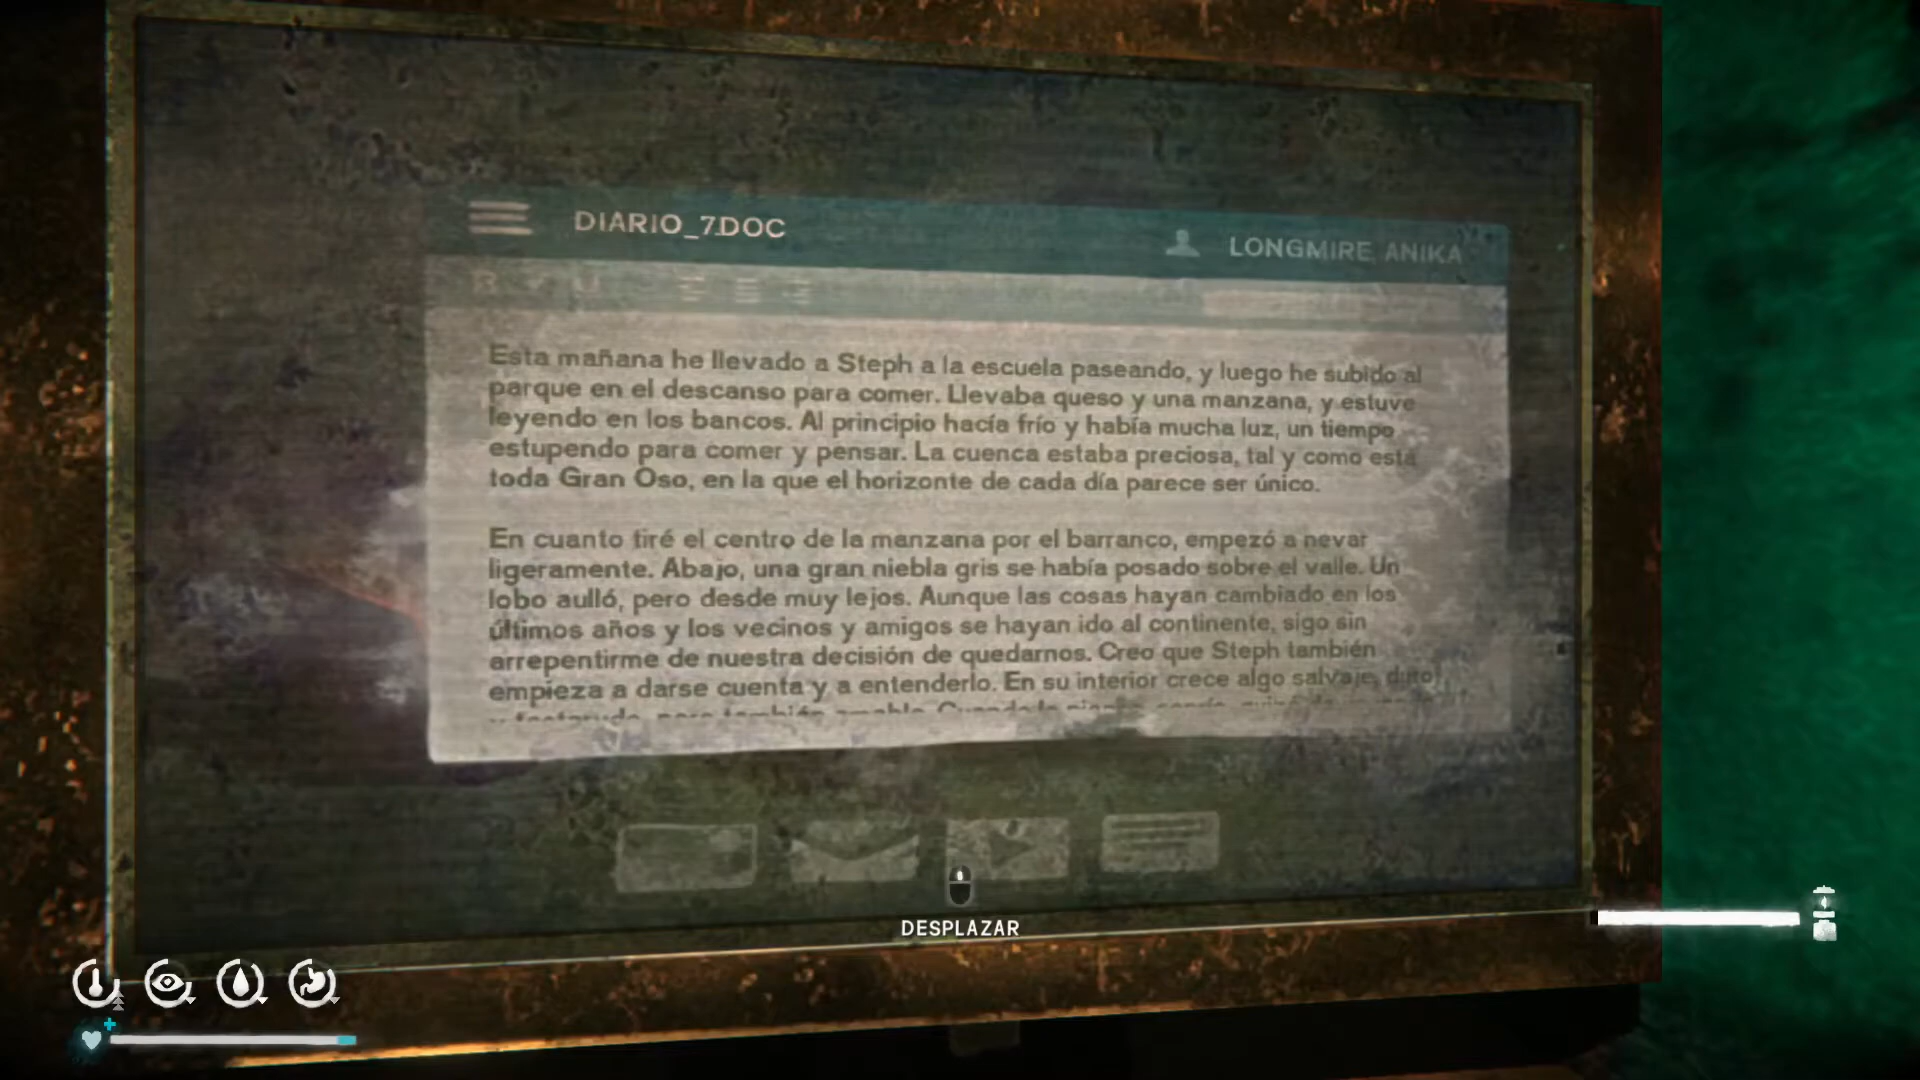 DIARIO_7.DOC
LONGMIRE, ANIKA
Esta mañana he llevado a Steph a la escuela paseando, y luego he subido al
parque en el descanso para comer. Llevaba queso y una manzana, y estuve
leyendo en los bancos. Al principio hacía frío y había mucha luz, un tiempo
estupendo para comer y pensar. La cuenca estaba preciosa, tal y como está
toda Gran Oso, en la que el horizonte de cada día parece ser único.
En cuanto tiré el centro de la manzana por el barranco, empezó a nevar
ligeramente. Abajo, una gran niebla gris se había posado sobre el valle. Un
lobo aulló, pero desde muy lejos. Aunque las cosas hayan cambiado en los
últimos años y los vecinos y amigos se hayan ido al continente, sigo sin
arrepentirme de nuestra decisión de quedarnos. Creo que Steph también
empieza a darse cuenta y a entenderlo. En su interior crece algo salvaje, duro
DESPLAZAR